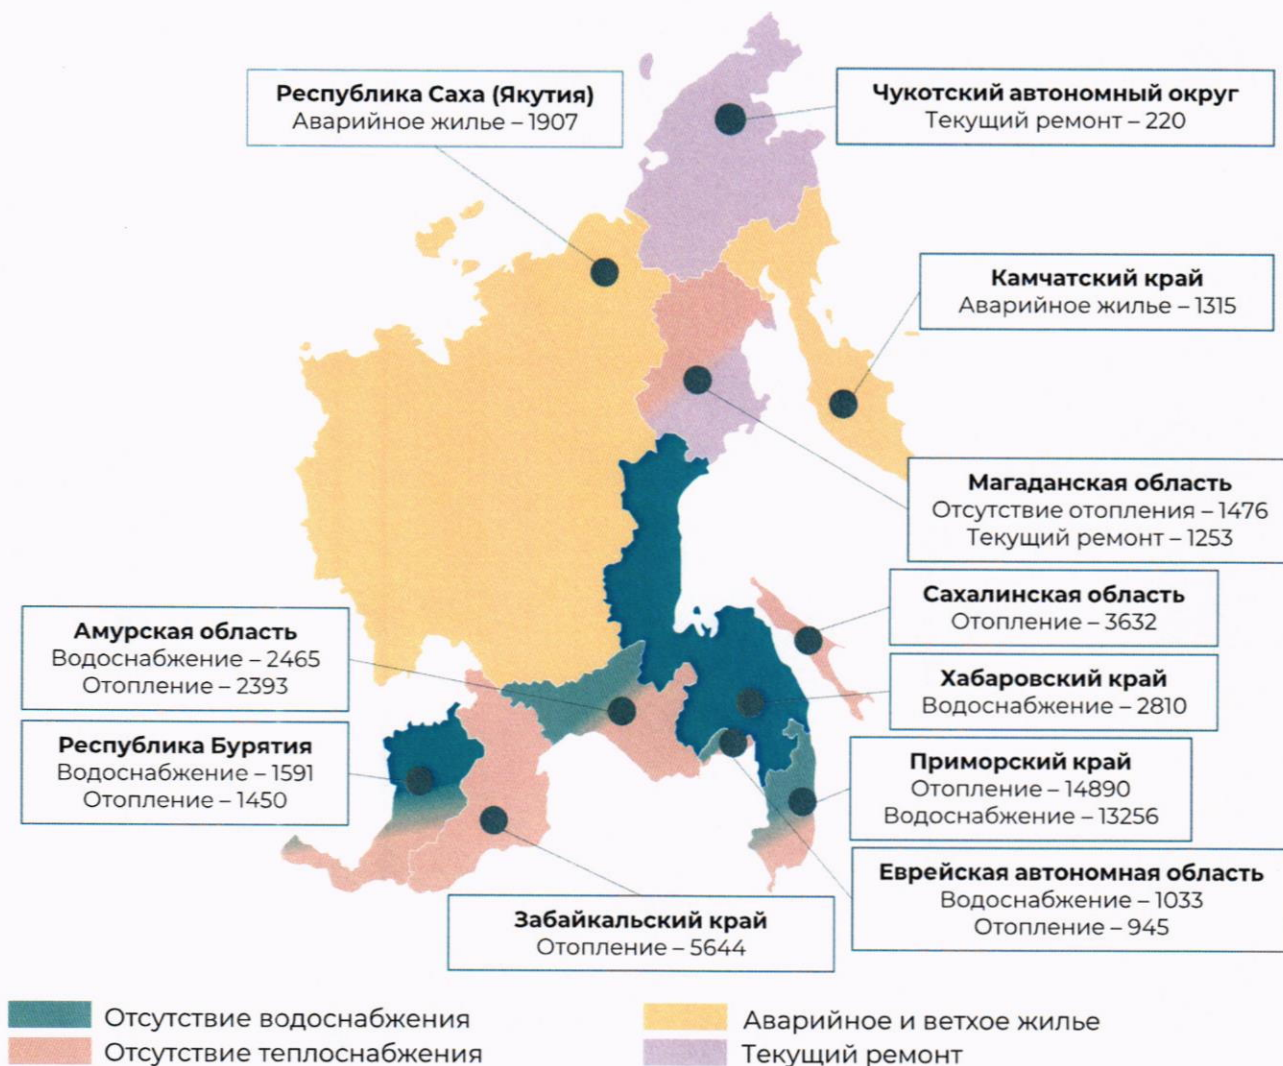 Республика Саха (Якутия)
Аварийное жилье – 1907
Чукотский автономный округ
Текущий ремонт – 220
Камчатский край
Аварийное жилье – 1315
Магаданская область
Отсутствие отопления – 1476
Текущий ремонт – 1253
Сахалинская область
Отопление – 3632
Амурская область
Водоснабжение – 2465
Отопление – 2393
Хабаровский край
Водоснабжение – 2810
Республика Бурятия
Водоснабжение – 1591
Отопление – 1450
Приморский край
Отопление – 14890
Водоснабжение – 13256
Еврейская автономная область
Водоснабжение – 1033
Отопление – 945
Забайкальский край
Отопление – 5644
Отсутствие водоснабжения
Отсутствие теплоснабжения
Аварийное и ветхое жилье
Текущий ремонт